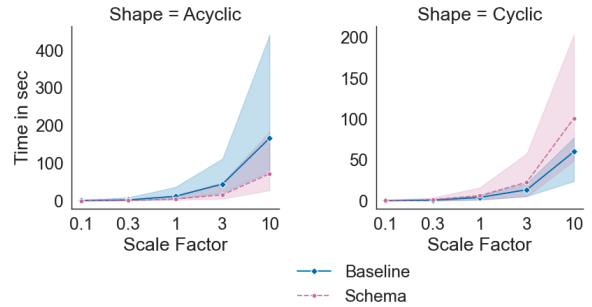 Shape = Acyclic
Time in sec
400
300
200
100
0
0.1 0.3 1 3 10
Scale Factor
Shape = Cyclic
200
150
100
50
0
0.1 0.3 1 3 10
Scale Factor
Baseline
Schema